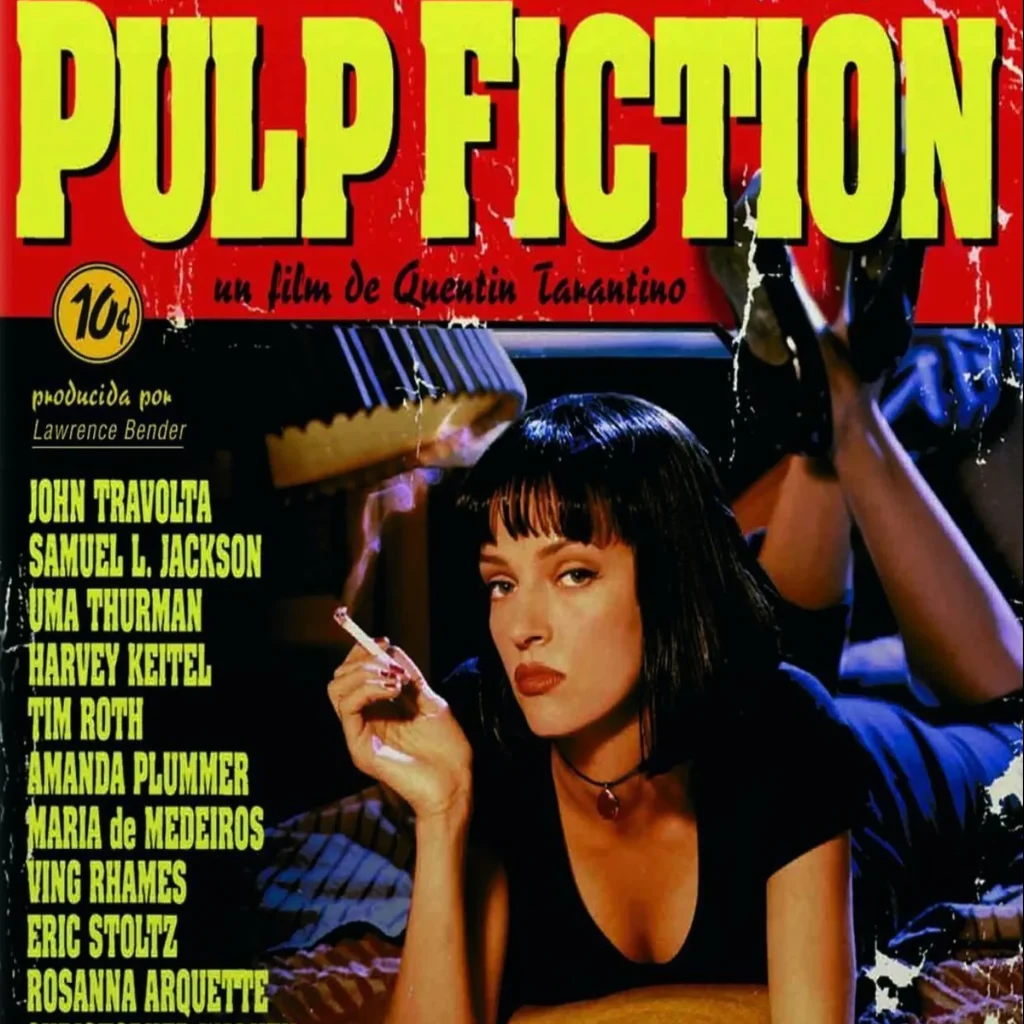 PULP FICTION
un film de Quentin Tarantino
10¢
producida por
Lawrence Bender
JOHN TRAVOLTA
SAMUEL L. JACKSON
UMA THURMAN
HARVEY KEITEL
TIM ROTH
AMANDA PLUMMER
MARIA de MEDEIROS
VING RHAMES
ERIC STOLTZ
ROSANNA ARQUETTE